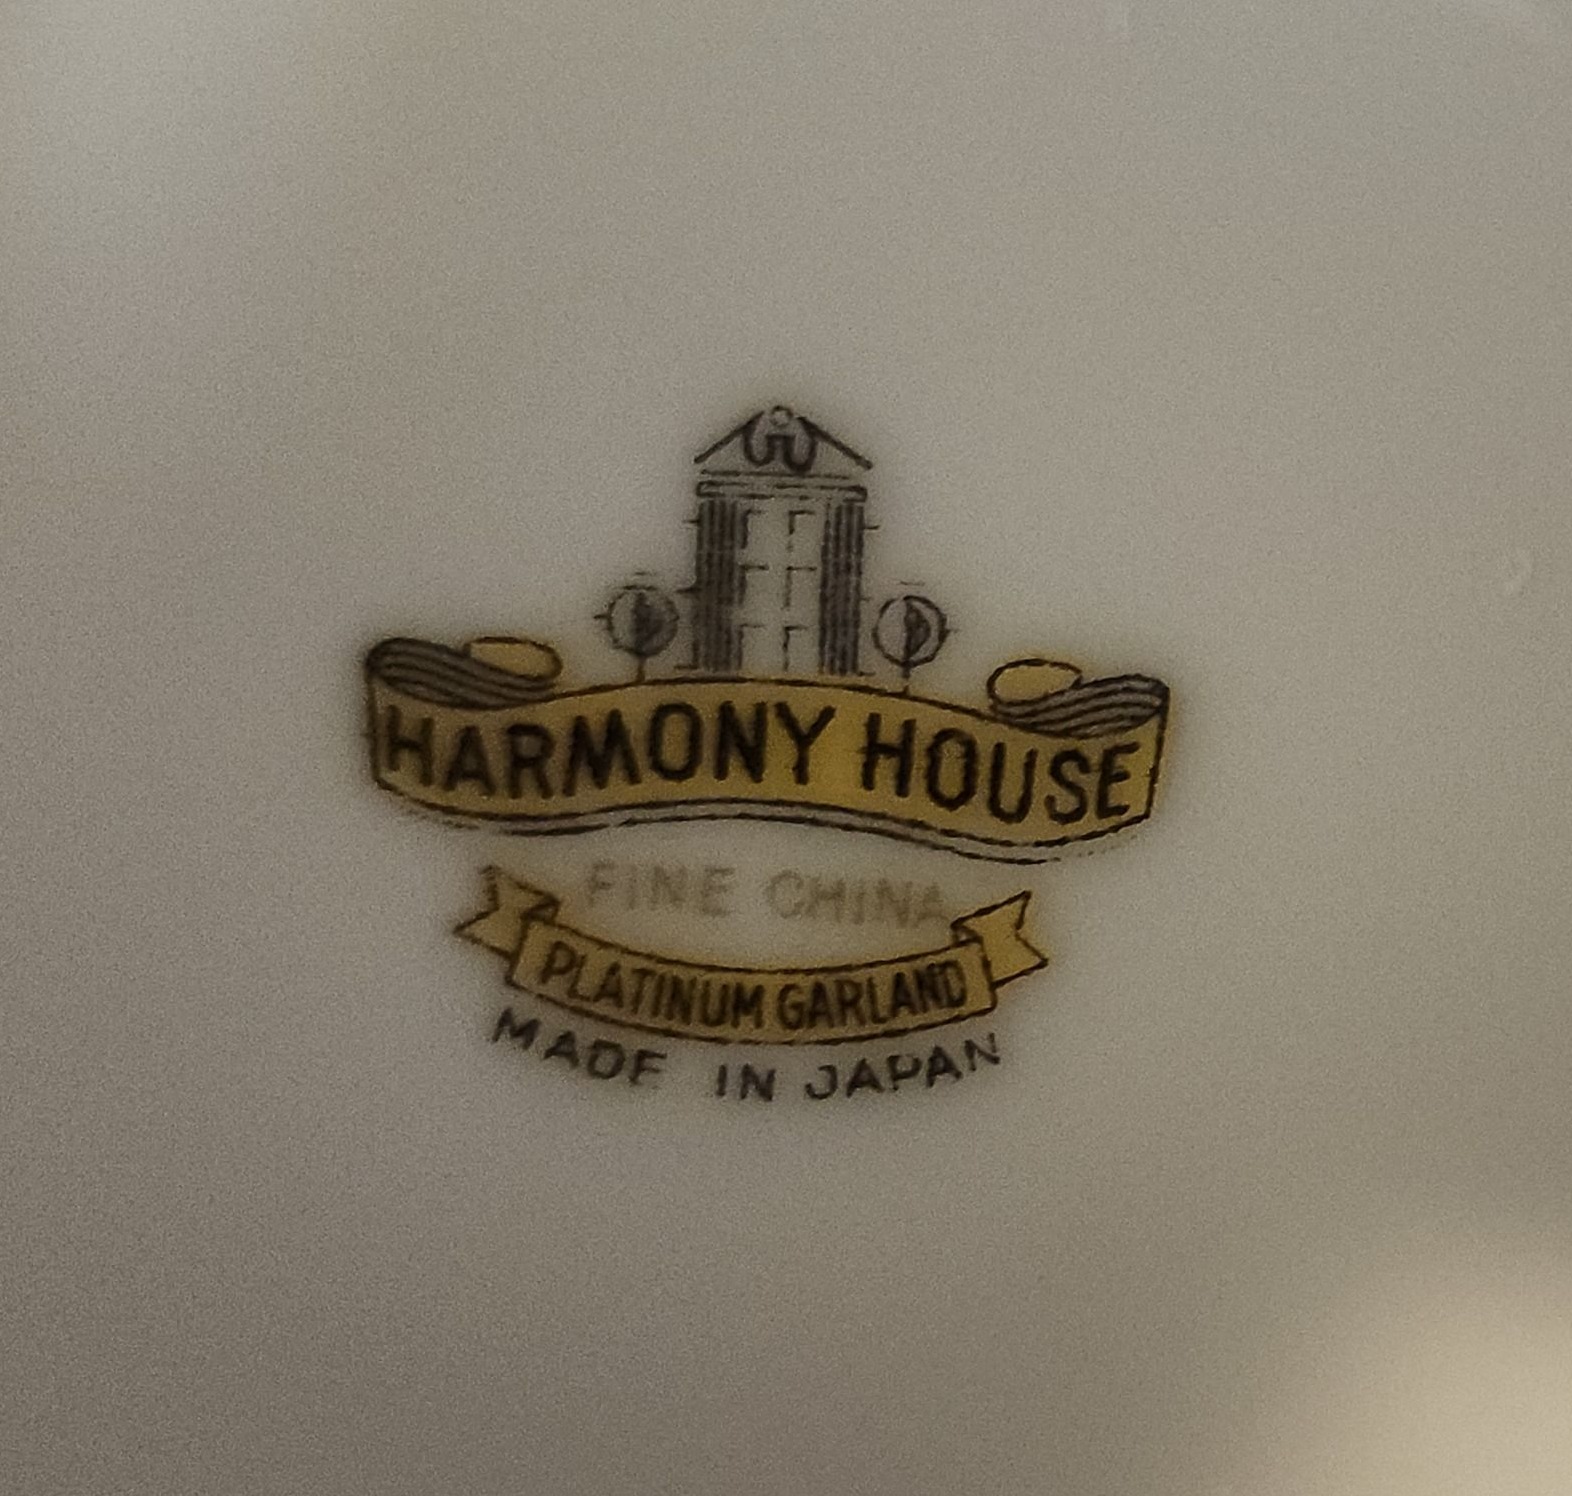 HARMONY HOUSE
FINE CHINA
PLATINUM GARLAND
MADE IN JAPAN